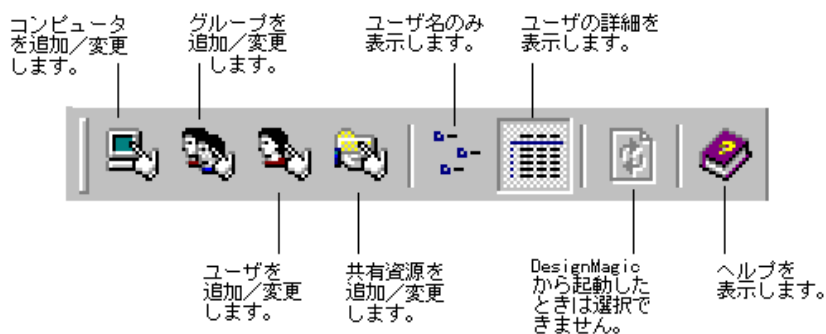 コンピュータ
を追加／変更
します。
グループを
追加／変更
します。
ユーザ名のみ
表示します。
ユーザの詳細を
表示します。
ユーザを
追加／変更
します。
共有資源を
追加／変更
します。
DesignMagic
から起動した
ときは選択で
きません。
ヘルプを
表示します。